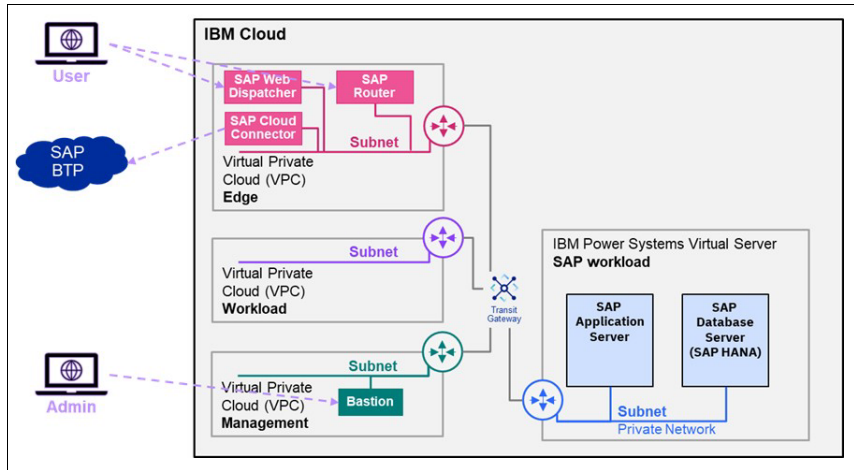 IBM Cloud
User
SAP Web
Dispatcher
SAP
Router
SAP Cloud
Connector
Subnet
SAP
BTP
Virtual Private
Cloud (VPC)
Edge
Subnet
Virtual Private
Cloud (VPC)
Workload
Transit
Gateway
IBM Power Systems Virtual Server
SAP workload
SAP
Application
Server
SAP
Database
Server
(SAP HANA)
Subnet
Private Network
Admin
Subnet
Virtual Private
Cloud (VPC)
Management
Bastion